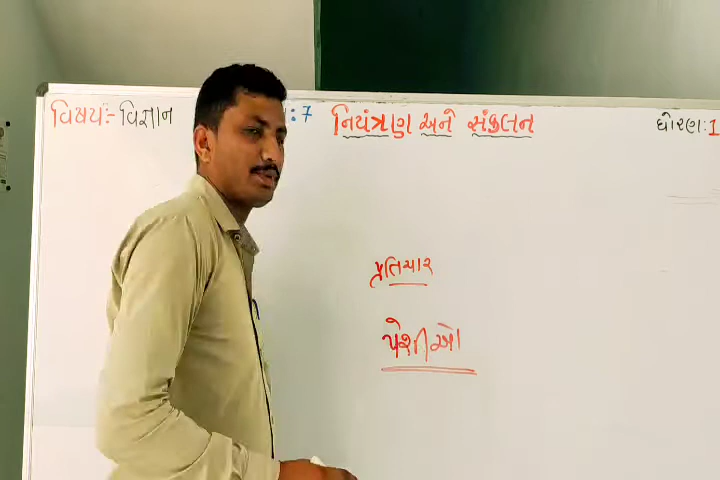 વિષય:- વિજ્ઞાન :7 નિયંત્રણ અને સંકલન ધોરણ:1
પ્રતિચાર
પેશીઓ